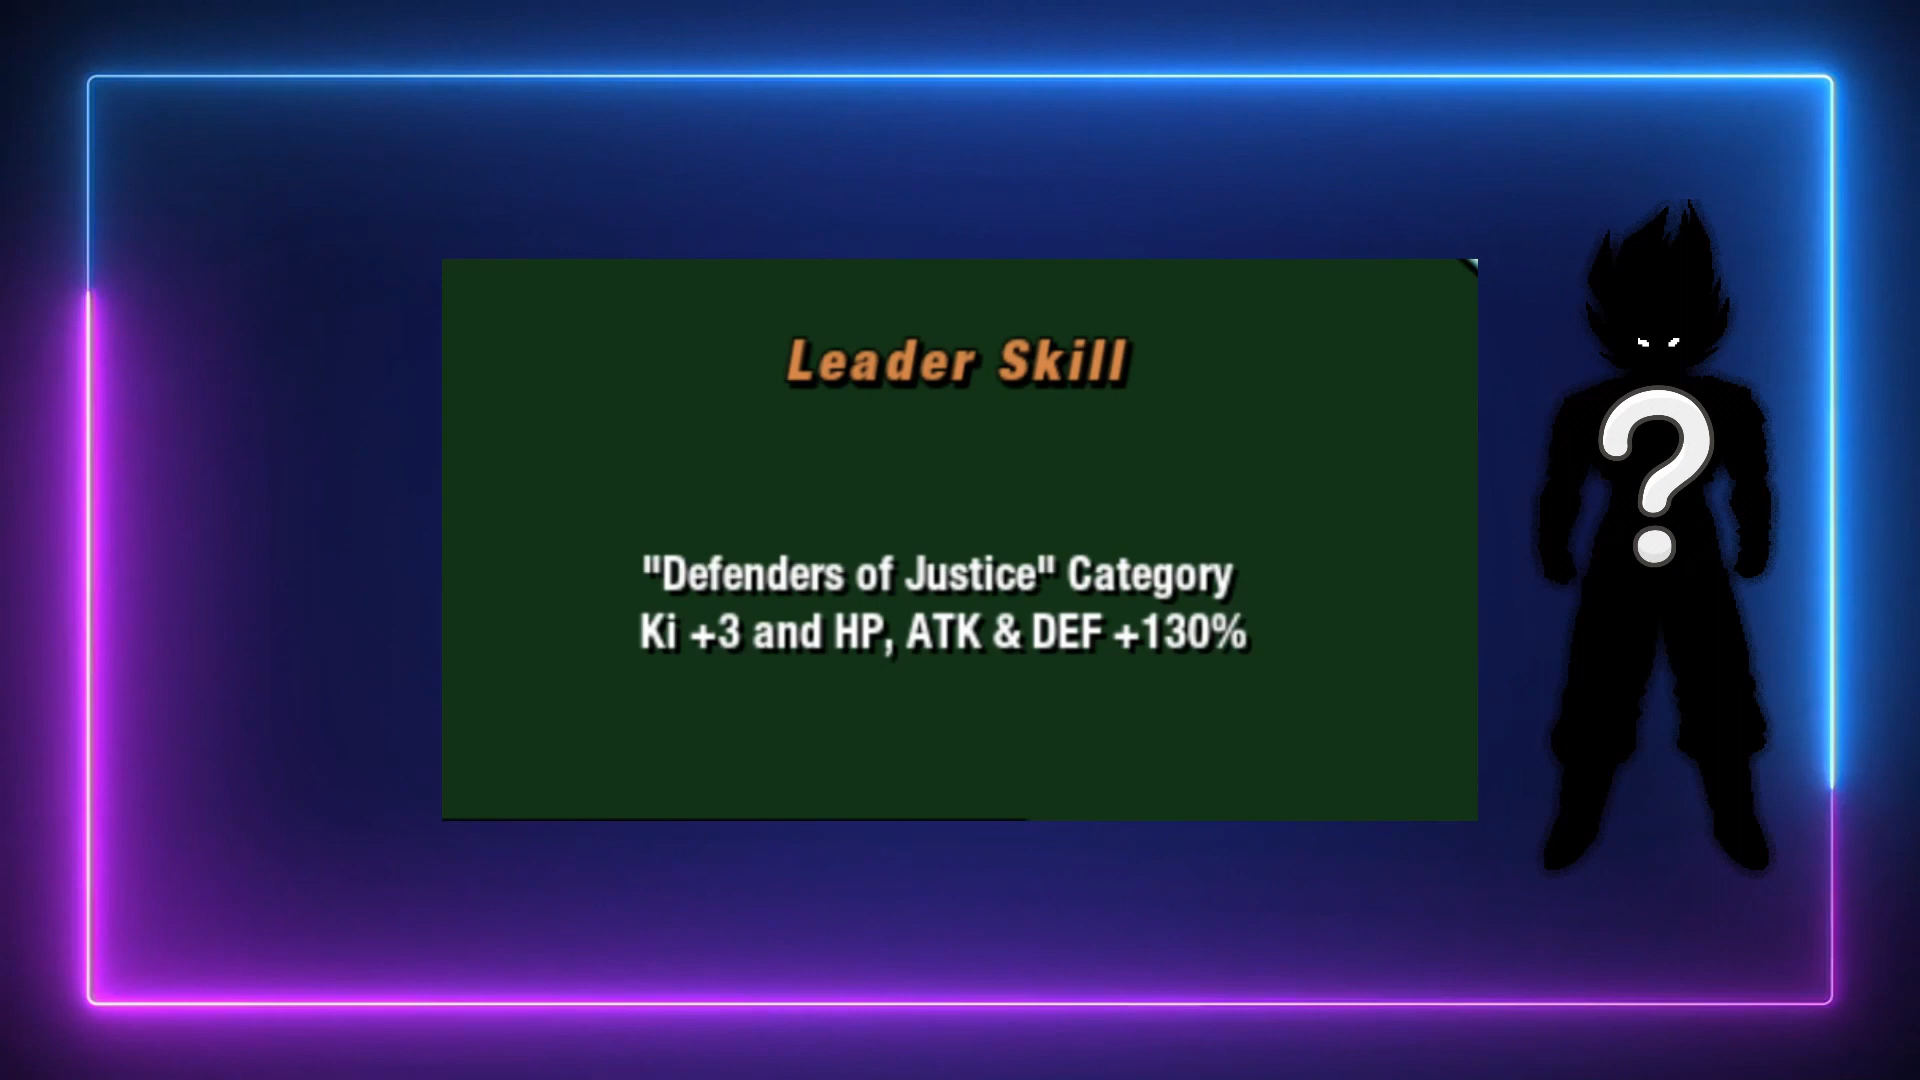 Leader Skill
"Defenders of Justice" Category
Ki +3 and HP, ATK & DEF +130%
?